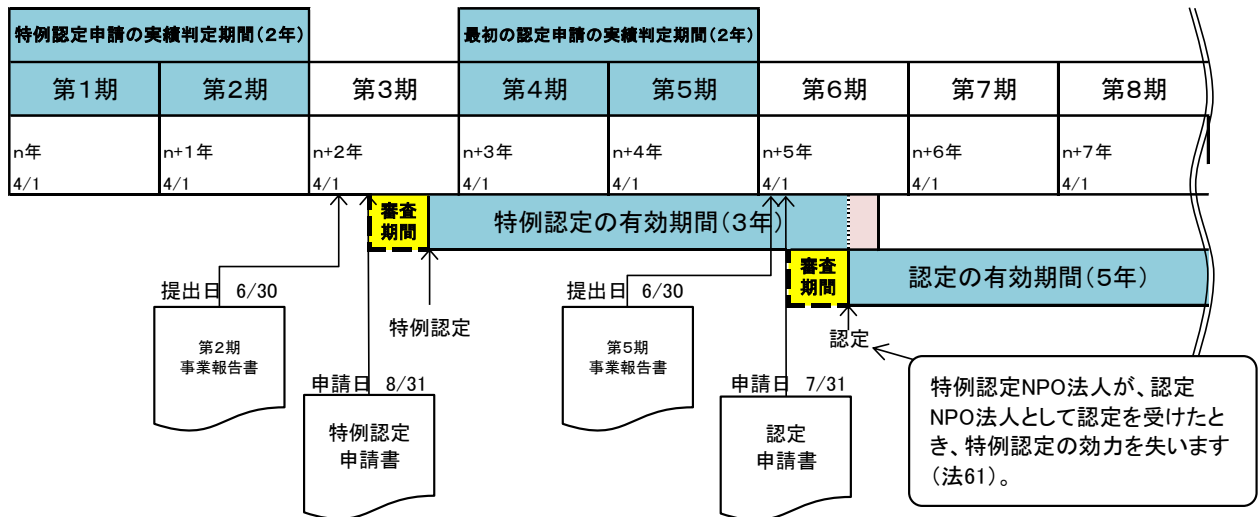 特例認定申請の実績判定期間(2年)
最初の認定申請の実績判定期間(2年)
第1期
第2期
第3期
第4期
第5期
第6期
第7期
第8期
n年
n+1年
n+2年
n+3年
n+4年
n+5年
n+6年
n+7年
4/1
4/1
4/1
4/1
4/1
4/1
4/1
4/1
審査
期間
特例認定の有効期間(3年)
審査
期間
認定の有効期間(5年)
提出日 6/30
第2期
事業報告書
特例認定
申請日 8/31
特例認定
申請書
提出日 6/30
第5期
事業報告書
認定
申請日 7/31
認定
申請書
特例認定NPO法人が、認定
NPO法人として認定を受けたと
き、特例認定の効力を失います
(法61)。